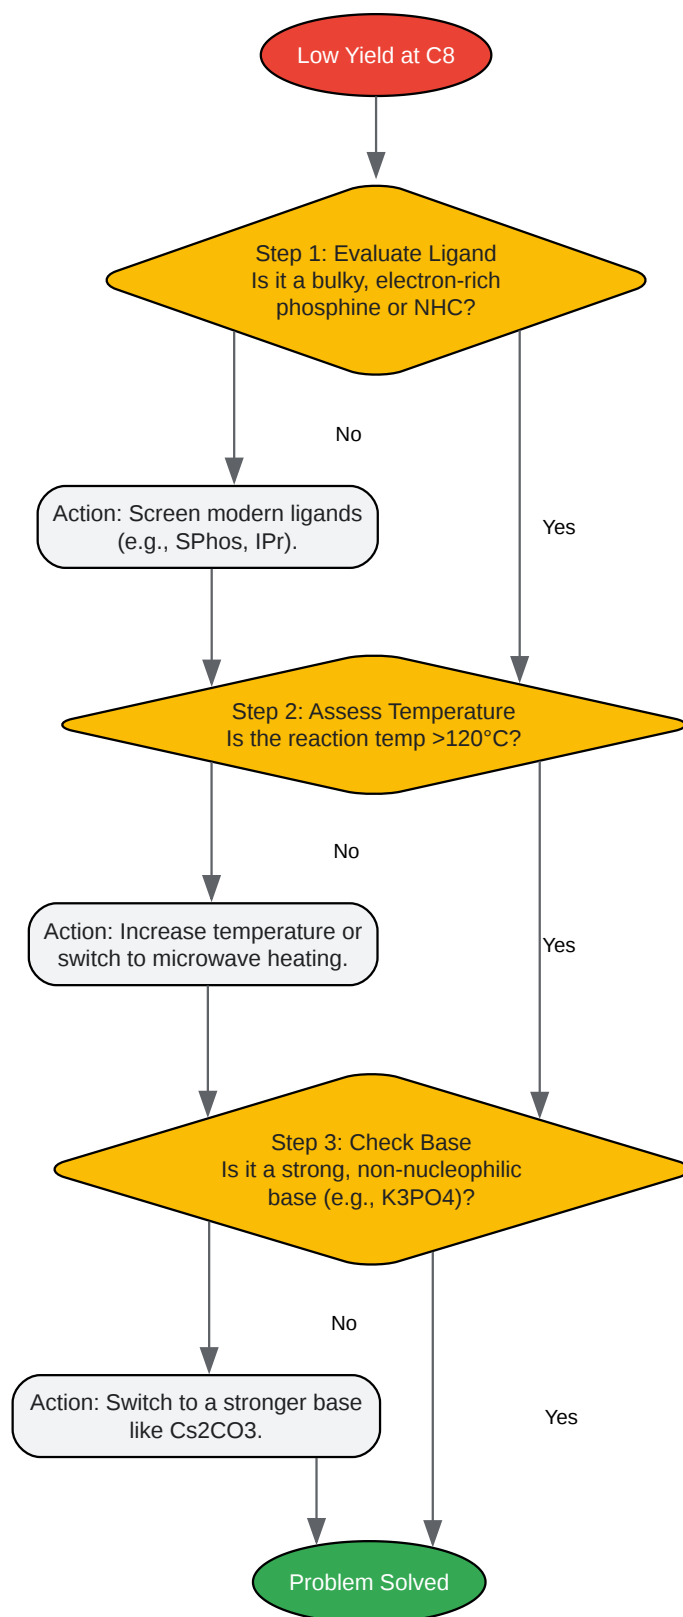 Low Yield at C8
Step 1: Evaluate Ligand
Is it a bulky, electron-rich
phosphine or NHC?
No
Action: Screen modern ligands
(e.g., SPhos, IPr).
Yes
Step 2: Assess Temperature
Is the reaction temp >120°C?
No
Action: Increase temperature or
switch to microwave heating.
Yes
Step 3: Check Base
Is it a strong, non-nucleophilic
base (e.g., K3PO4)?
No
Action: Switch to a stronger base
like Cs2CO3.
Yes
Problem Solved